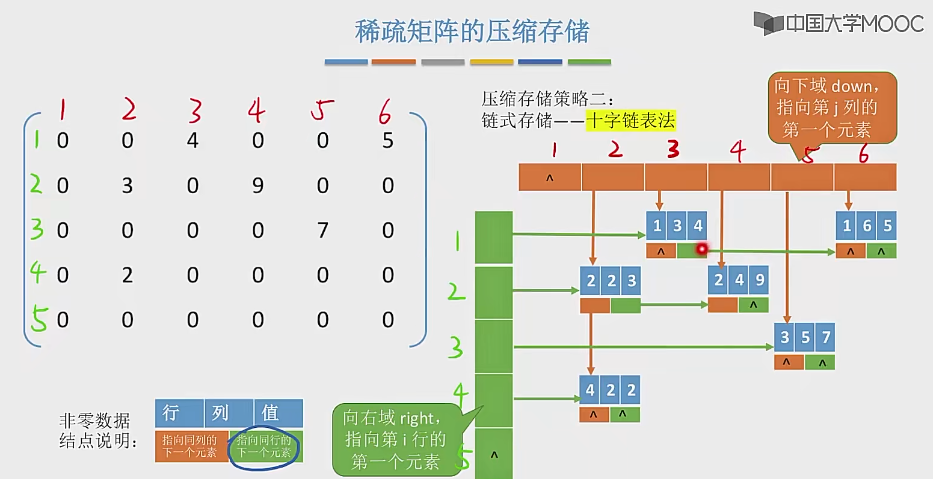 稀疏矩阵的压缩存储
中国大学MOOC
压缩存储策略二：
链式存储——十字链表法
向下域 down，
指向第 j 列的
第一个元素
1 2 3 4 5 6
1 0 0 4 0 0 5
2 0 3 0 9 0 0
3 0 0 0 0 7 0
4 0 2 0 0 0 0
5 0 0 0 0 0 0
1 2 3 4 5 6
^
1 1 3 4 1 6 5
^ ^ ^
2 2 2 3 2 4 9
^
3 3 5 7
^ ^
4 4 2 2
^ ^
5 ^
向右域 right，
指向第 i 行的
第一个元素
非零数据
结点说明：
行 列 值
指向同列的
下一个元素
指向同行的
下一个元素